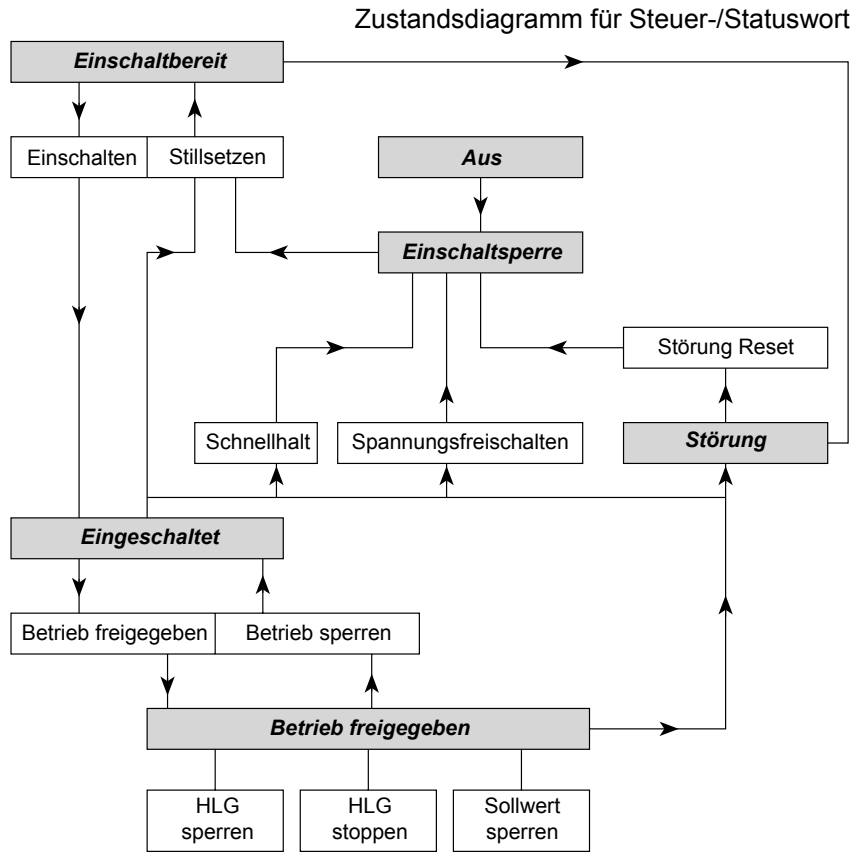 Zustandsdiagramm für Steuer-/Statuswort
Einschaltbereit
Einschalten
Stillsetzen
Aus
Einschaltsperre
Störung Reset
Schnellhalt
Spannungsfreischalten
Störung
Eingeschaltet
Betrieb freigegeben
Betrieb sperren
Betrieb freigegeben
HLG
sperren
HLG
stoppen
Sollwert
sperren